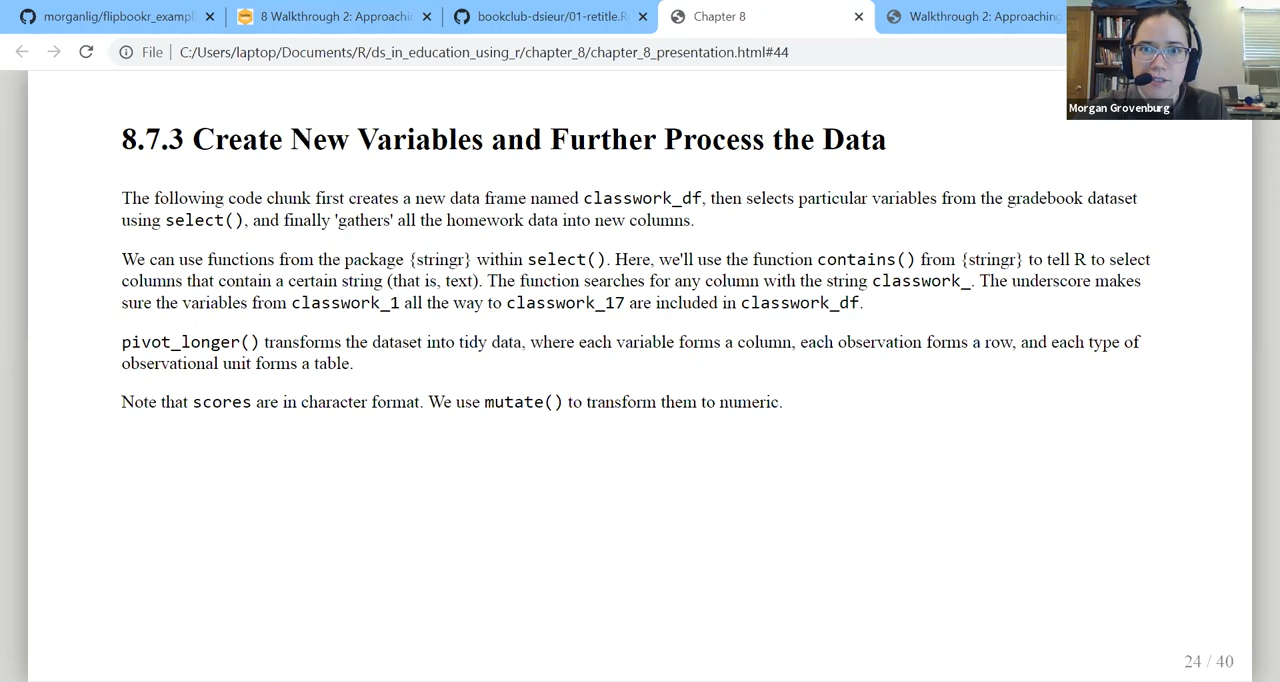 morganlig/flipbookr_exampl
8 Walkthrough 2: Approachi
bookclub-dsieur/01-retitle.R
Chapter 8
Walkthrough 2: Approaching
File | C:/Users/laptop/Documents/R/ds_in_education_using_r/chapter_8/chapter_8_presentation.html#44
Morgan Grovenburg
8.7.3 Create New Variables and Further Process the Data
The following code chunk first creates a new data frame named classwork_df, then selects particular variables from the gradebook dataset
using select(), and finally 'gathers' all the homework data into new columns.
We can use functions from the package {stringr} within select(). Here, we'll use the function contains() from {stringr} to tell R to select
columns that contain a certain string (that is, text). The function searches for any column with the string classwork_. The underscore makes
sure the variables from classwork_1 all the way to classwork_17 are included in classwork_df.
pivot_longer() transforms the dataset into tidy data, where each variable forms a column, each observation forms a row, and each type of
observational unit forms a table.
Note that scores are in character format. We use mutate() to transform them to numeric.
24 / 40